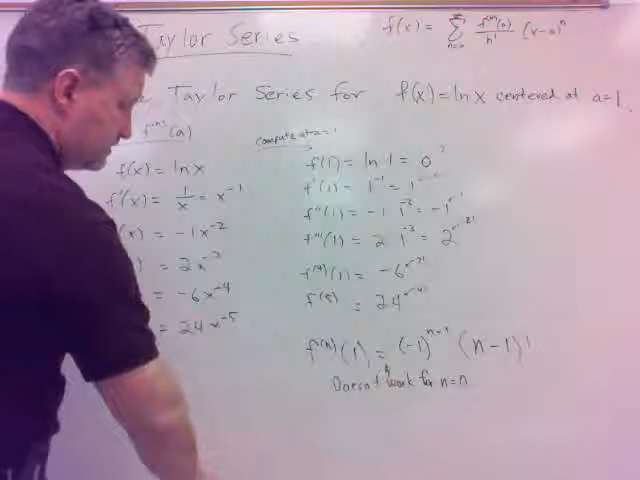 Taylor Series
f(x) = ∑ n=0 ∞ f⁽ⁿ⁾(a)/n! (x-a)ⁿ
Taylor Series for f(x) = ln x centered at a=1
f⁽ⁿ⁾(a)
compute at a=1
f(x) = ln x
f(1) = ln 1 = 0
f'(x) = 1/x = x⁻¹
f'(1) = 1⁻¹ = 1
(x) = -1x⁻²
f''(1) = -1 1⁻² = -1
) = 2x⁻³
f'''(1) = 2 1⁻³ = 2
= -6x⁻⁴
f⁽⁴⁾(1) = -6
= 24x⁻⁵
f⁽⁵⁾ = 24
f⁽ⁿ⁾(1) = (-1)ⁿ⁺¹ (n-1)!
Doesn't work for n=